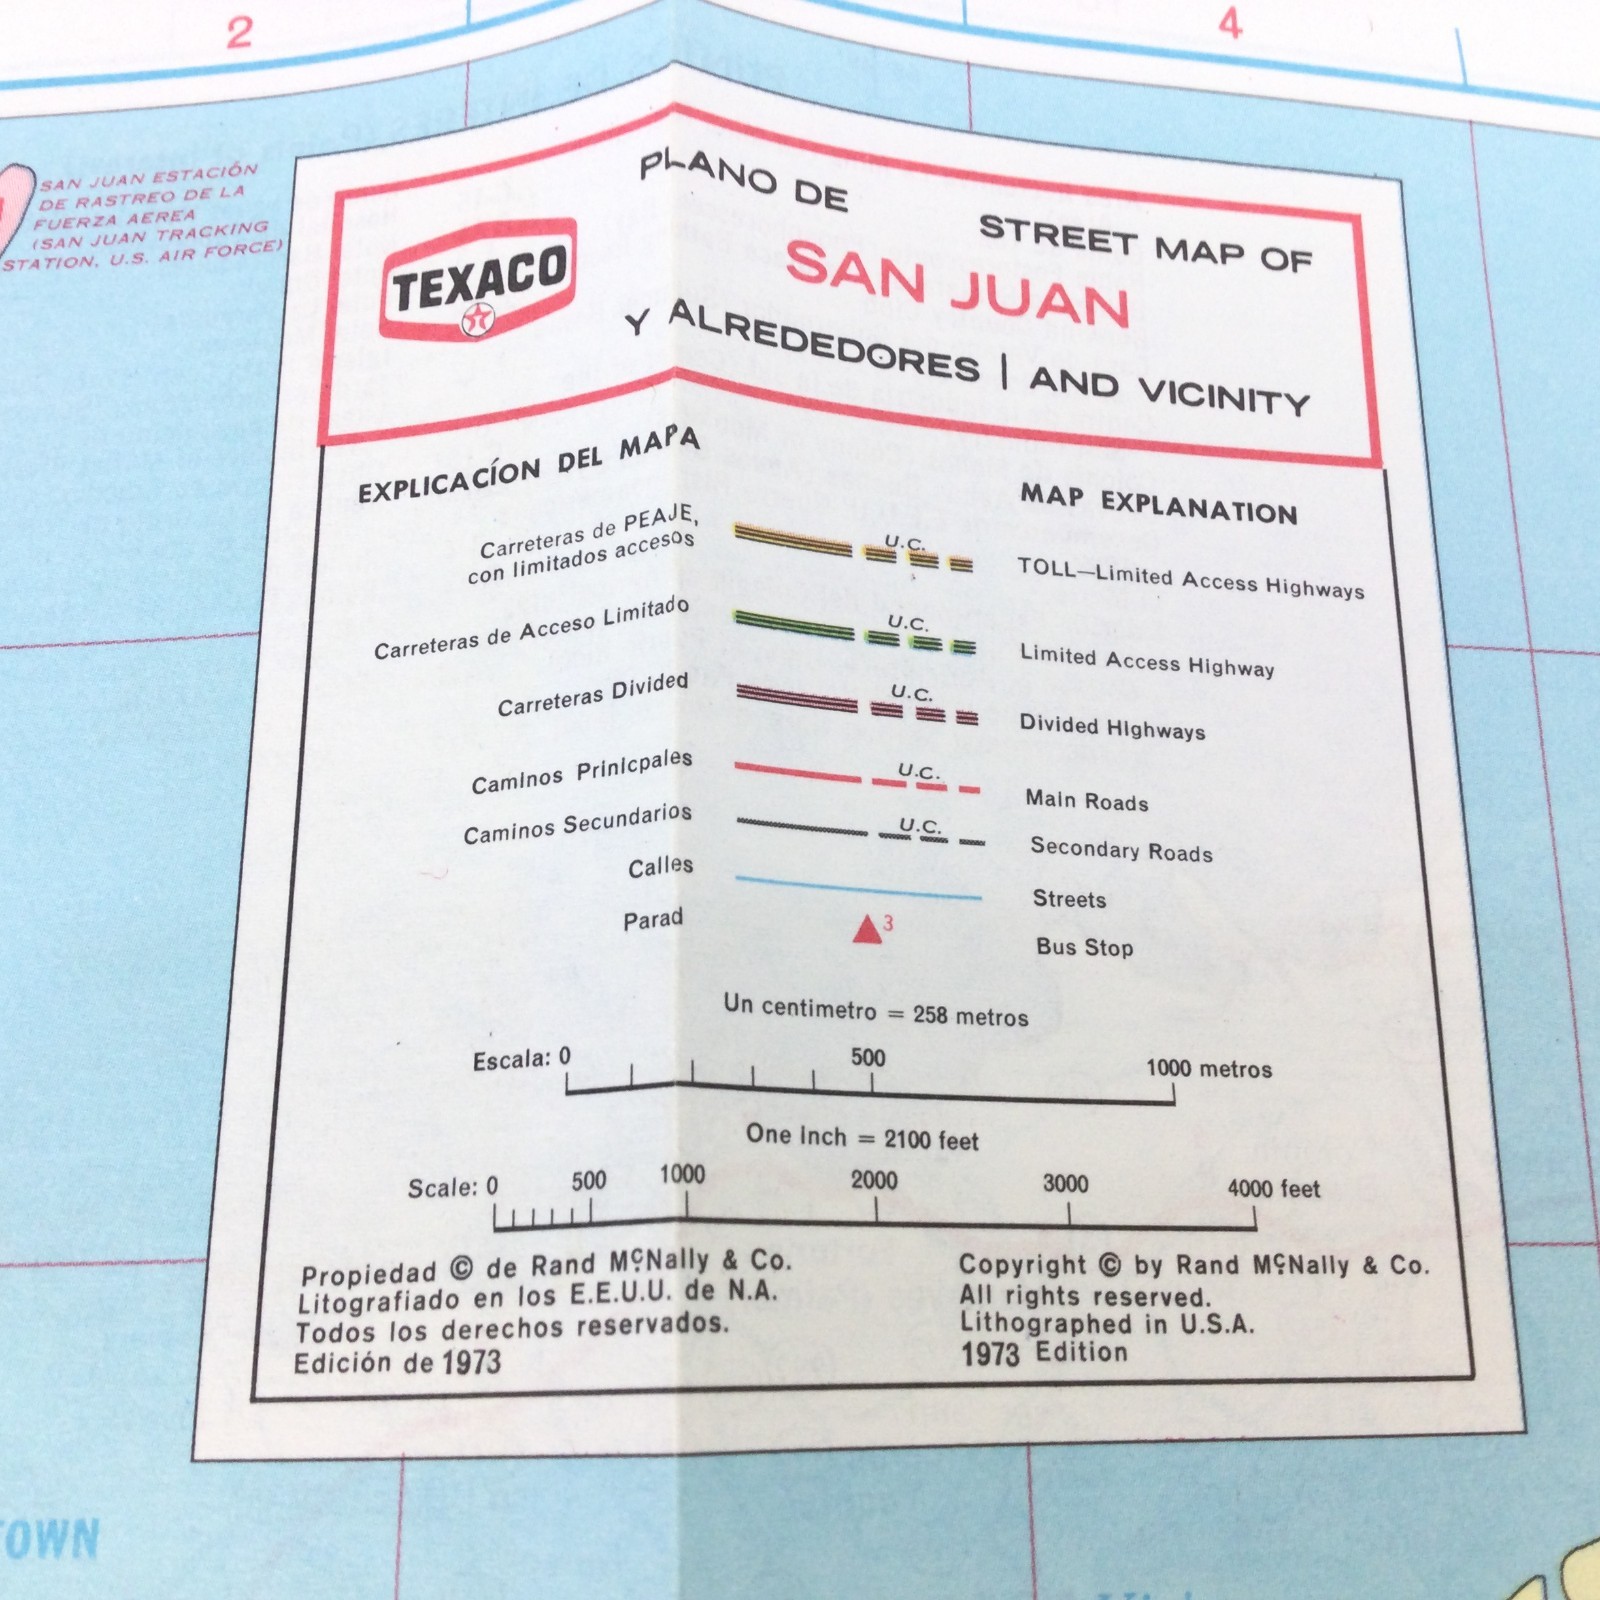 2
4
SAN JUAN ESTACIÓN
DE RASTREO DE LA
FUERZA AEREA
(SAN JUAN TRACKING
STATION, U.S. AIR FORCE)
TEXACO
T
PLANO DE
STREET MAP OF
SAN JUAN
Y ALREDEDORES | AND VICINITY
EXPLICACÍON DEL MAPA
MAP EXPLANATION
Carreteras de PEAJE,
con limitados accesos
U.C.
TOLL—Limited Access Highways
Carreteras de Acceso Limitado
U.C.
Limited Access Highway
Carreteras Divided
U.C.
Divided Highways
Caminos Prinicpales
U.C.
Main Roads
Caminos Secundarios
U.C.
Secondary Roads
Calles
Streets
Parad
3
Bus Stop
Un centimetro = 258 metros
Escala: 0 500 1000 metros
One Inch = 2100 feet
Scale: 0 500 1000 2000 3000 4000 feet
Propiedad © de Rand McNally & Co.
Litografiado en los E.E.U.U. de N.A.
Todos los derechos reservados.
Edición de 1973
Copyright © by Rand McNally & Co.
All rights reserved.
Lithographed in U.S.A.
1973 Edition
TOWN